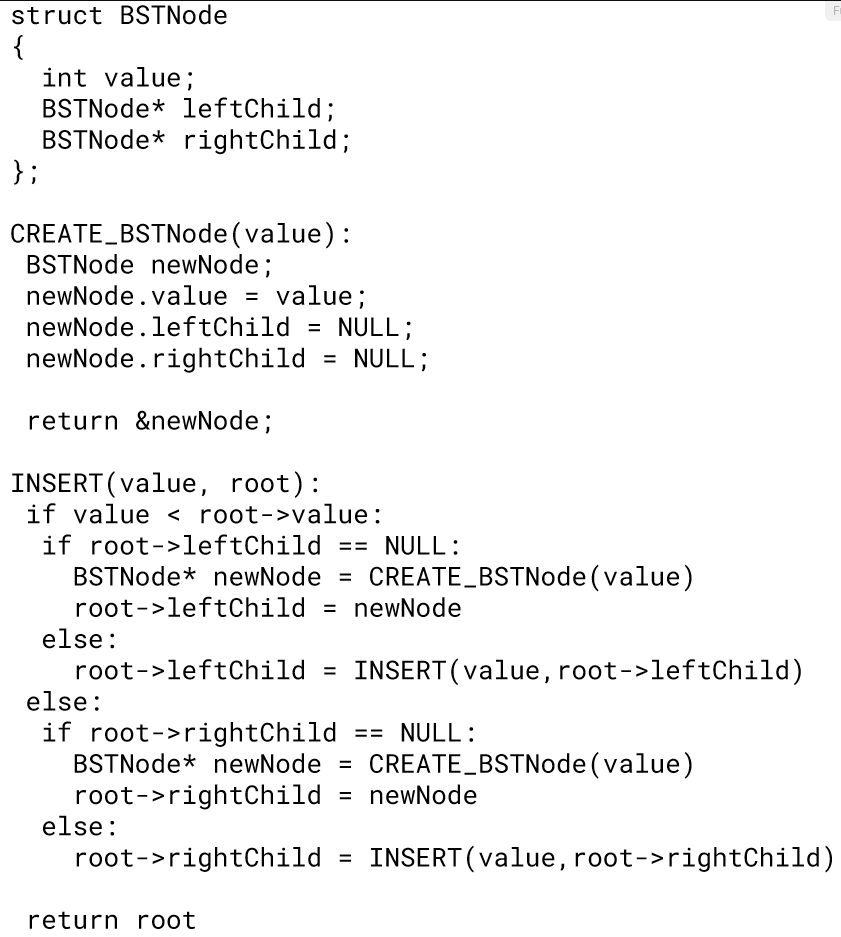 struct BSTNode
{
  int value;
  BSTNode* leftChild;
  BSTNode* rightChild;
};

CREATE_BSTNode(value):
 BSTNode newNode;
 newNode.value = value;
 newNode.leftChild = NULL;
 newNode.rightChild = NULL;

 return &newNode;

INSERT(value, root):
 if value < root->value:
  if root->leftChild == NULL:
    BSTNode* newNode = CREATE_BSTNode(value)
    root->leftChild = newNode
  else:
    root->leftChild = INSERT(value,root->leftChild)
 else:
  if root->rightChild == NULL:
    BSTNode* newNode = CREATE_BSTNode(value)
    root->rightChild = newNode
  else:
    root->rightChild = INSERT(value,root->rightChild)

 return root